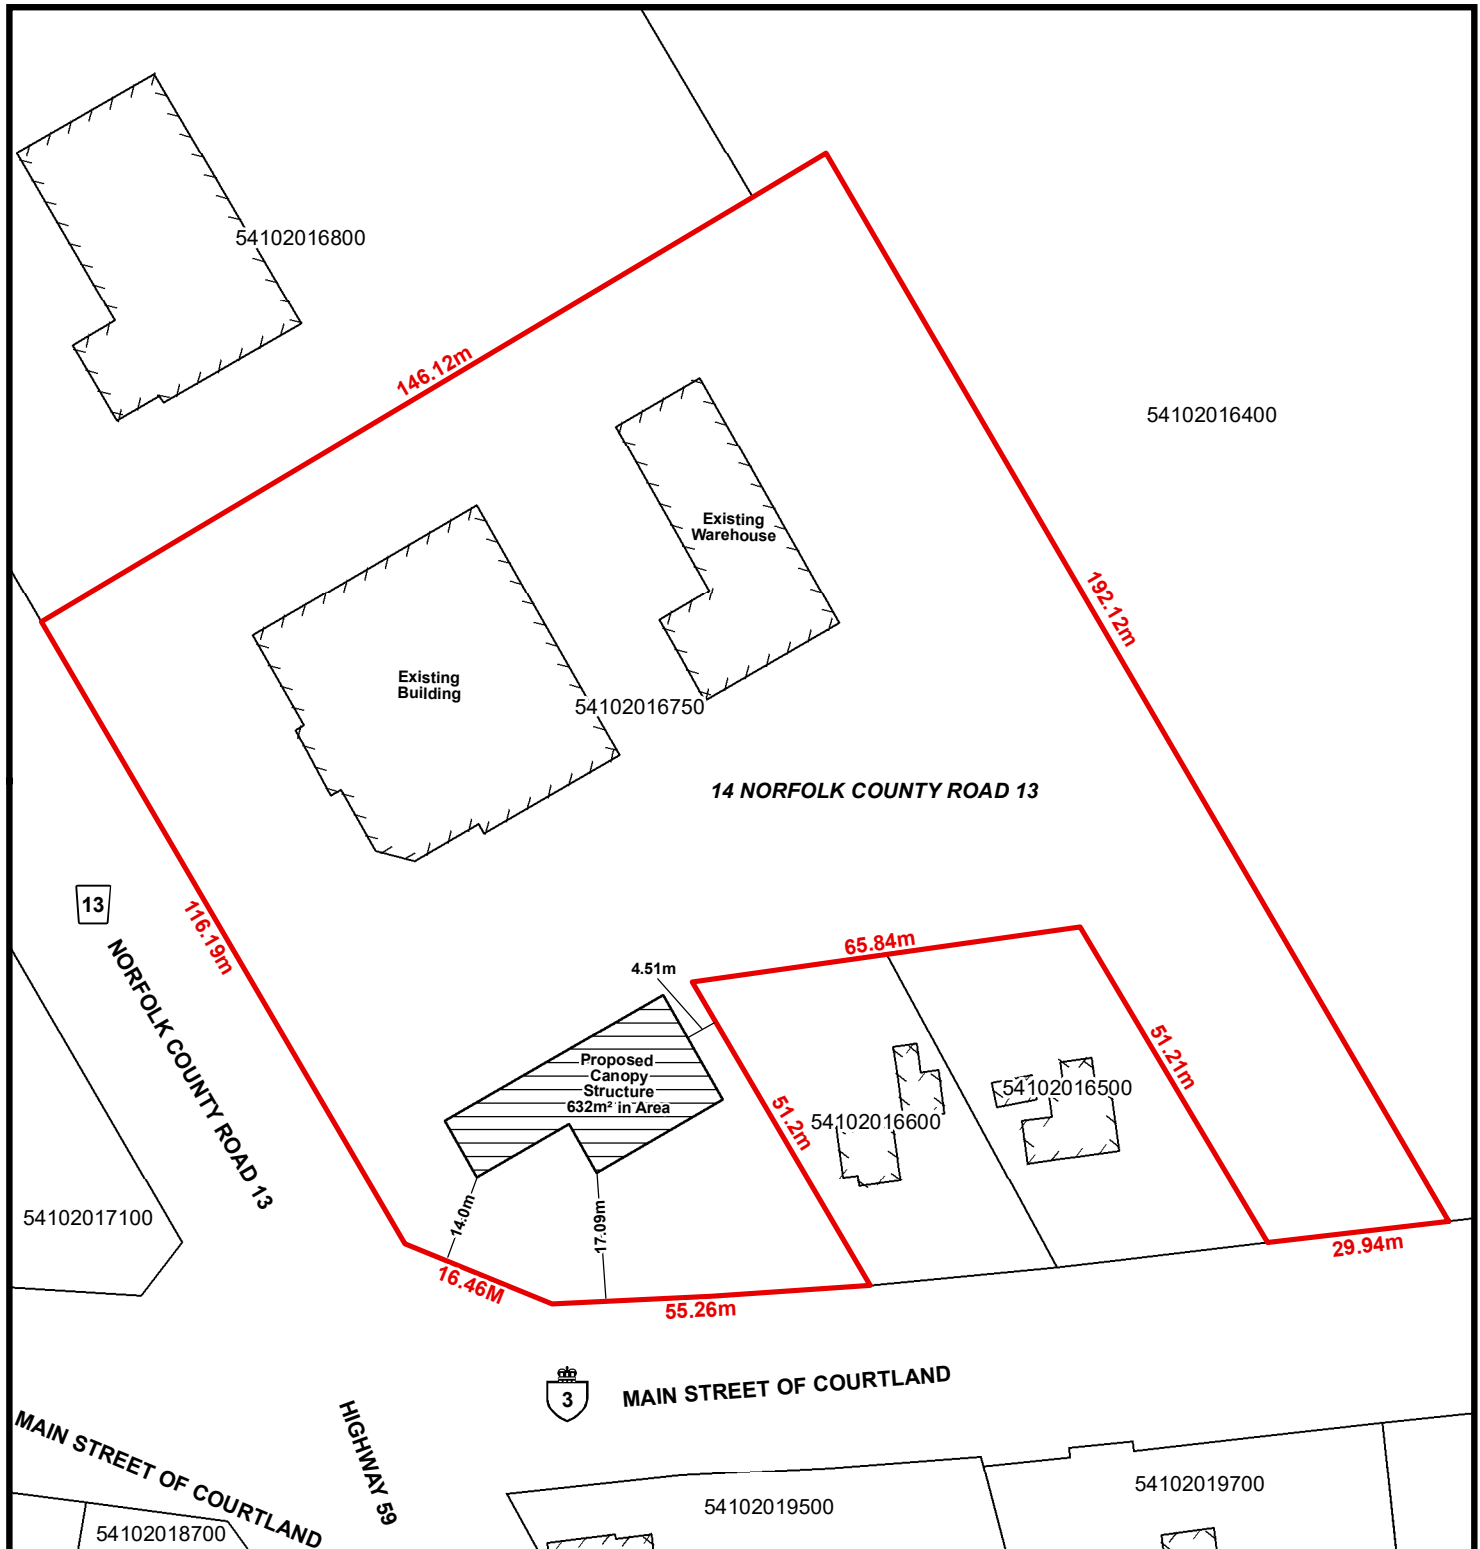 54102016800
146.12m
54102016400
Existing
Warehouse
192.12m
Existing
Building
54102016750
14 NORFOLK COUNTY ROAD 13
13
116.19m
NORFOLK COUNTY ROAD 13
65.84m
4.51m
Proposed
Canopy
Structure
632m² in Area
51.2m
51.21m
54102016500
54102016600
14.0m
17.09m
54102017100
16.46M
55.26m
29.94m
3
MAIN STREET OF COURTLAND
HIGHWAY 59
MAIN STREET OF COURTLAND
54102019700
54102019500
54102018700